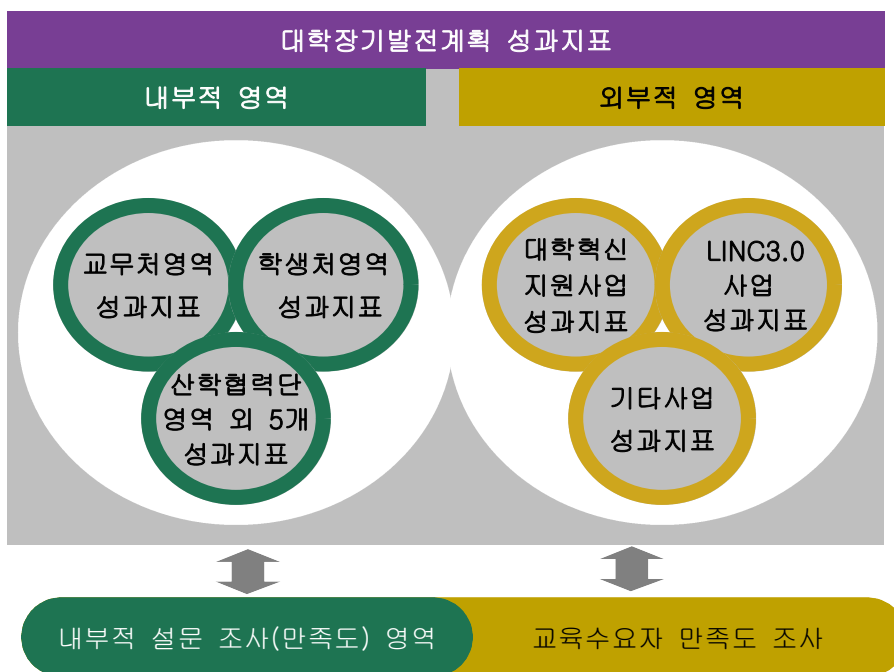 대학장기발전계획 성과지표
내부적 영역
외부적 영역
교무처영역
성과지표
학생처영역
성과지표
산학협력단
영역 외 5개
성과지표
대학혁신
지원사업
성과지표
LINC3.0
사업
성과지표
기타사업
성과지표
내부적 설문 조사(만족도) 영역
교육수요자 만족도 조사